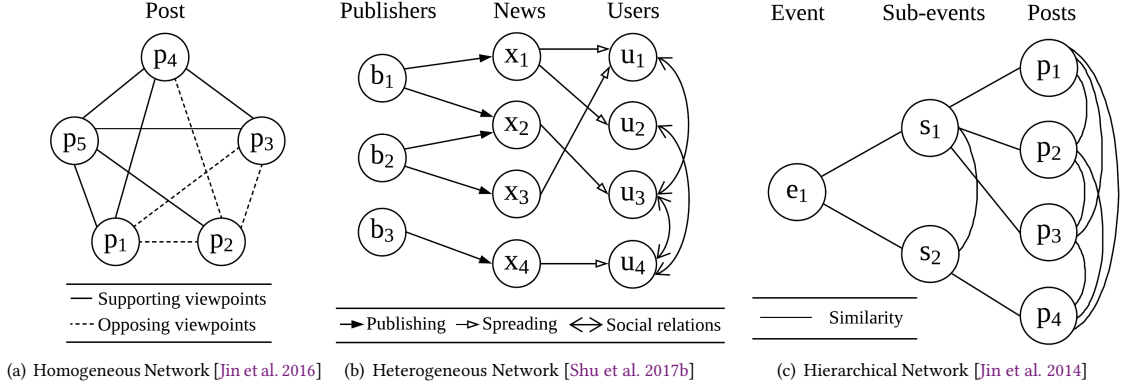 Post
p4
p5
p3
p1
p2
Supporting viewpoints
Opposing viewpoints
(a) Homogeneous Network [Jin et al. 2016]
Publishers News Users
b1
b2
b3
x1
x2
x3
x4
u1
u2
u3
u4
Publishing Spreading Social relations
(b) Heterogeneous Network [Shu et al. 2017b]
Event Sub-events Posts
e1
s1
s2
p1
p2
p3
p4
Similarity
(c) Hierarchical Network [Jin et al. 2014]